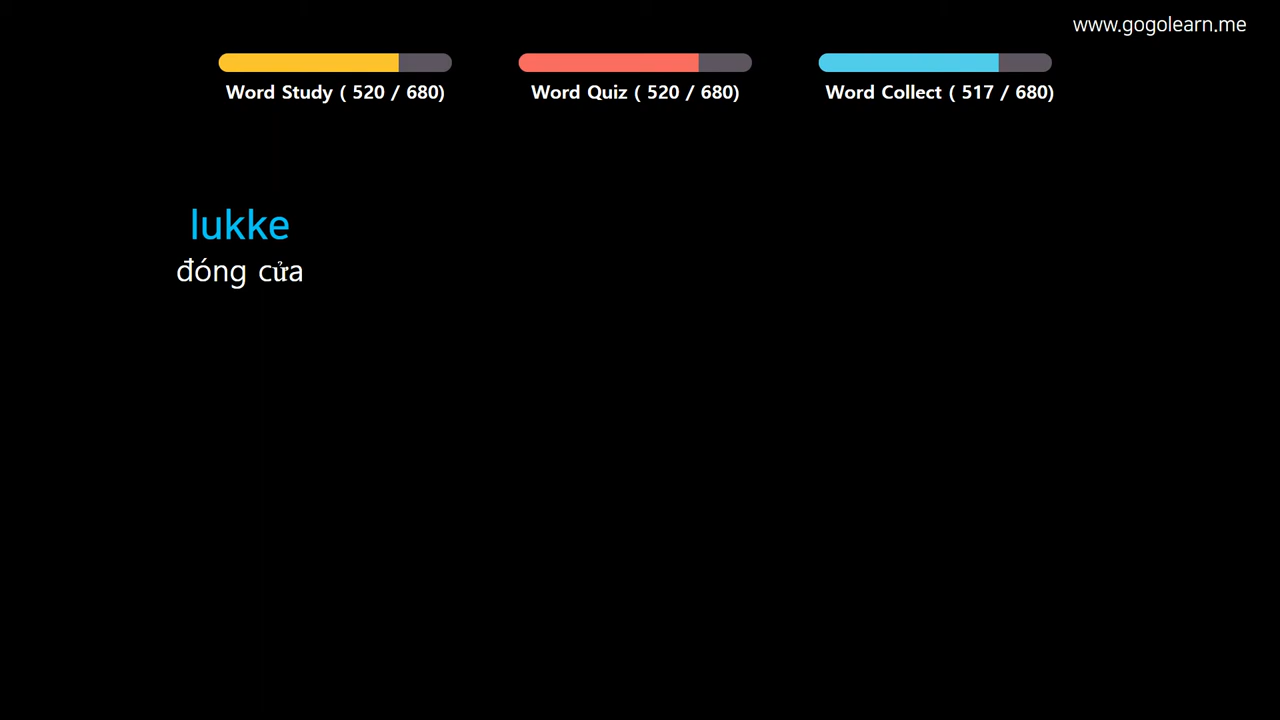 www.gogolearn.me
Word Study ( 520 / 680)
Word Quiz ( 520 / 680)
Word Collect ( 517 / 680)
lukke
đóng cửa